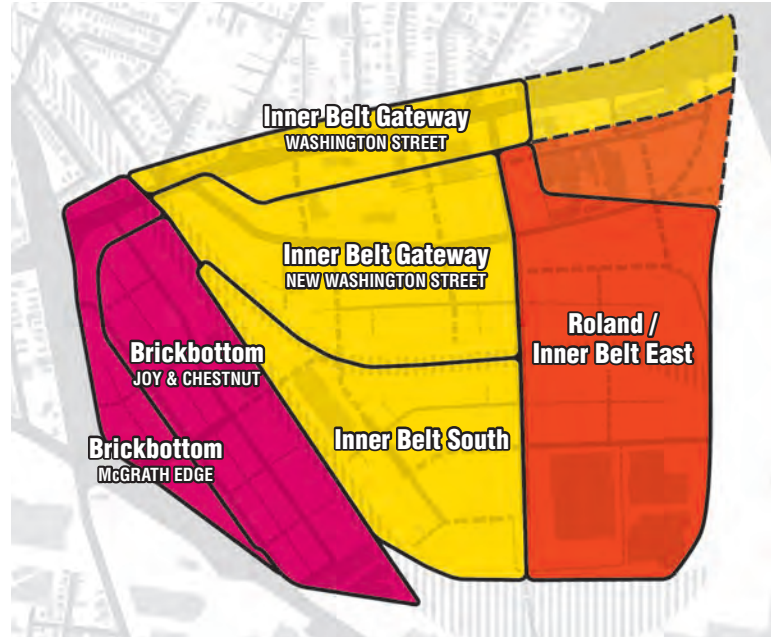 Inner Belt Gateway
WASHINGTON STREET
Inner Belt Gateway
NEW WASHINGTON STREET
Roland /
Inner Belt East
Brickbottom
JOY & CHESTNUT
Inner Belt South
Brickbottom
McGRATH EDGE